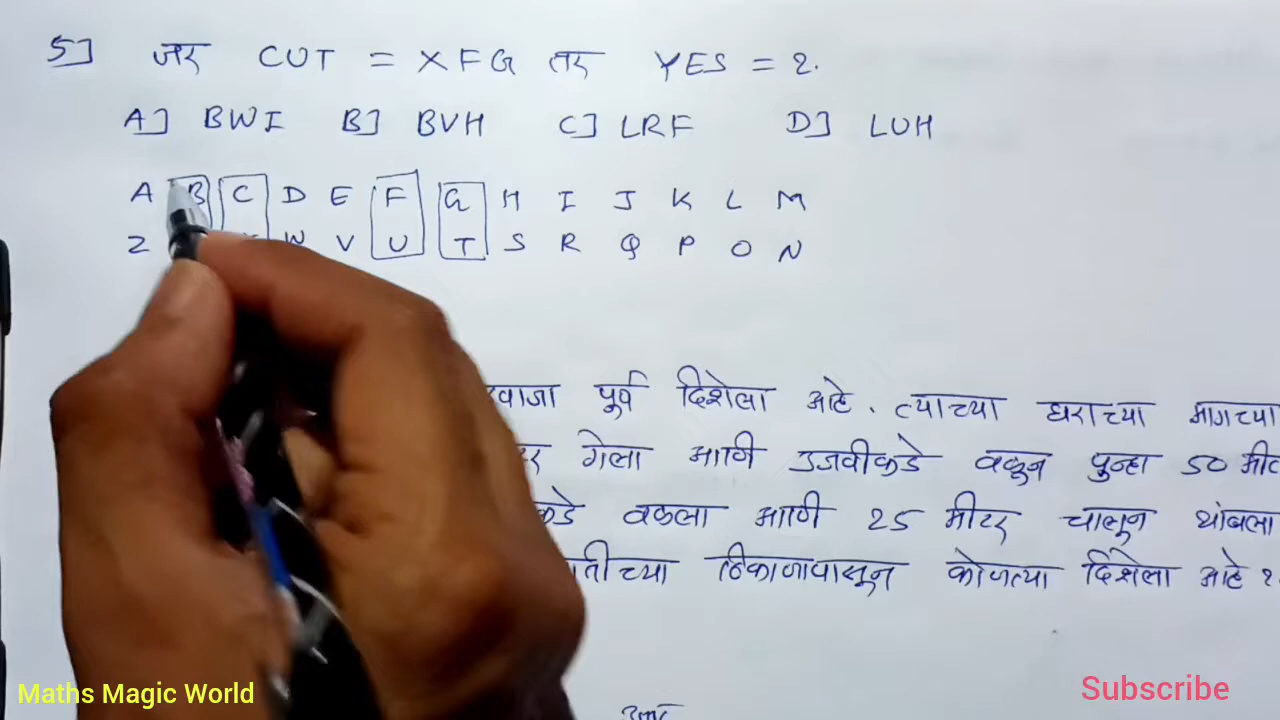 5] जर CUT = XFG तर YES = ?.
A] BWI B] BVH C] LRF D] LUH
A B C D E F G H I J K L M
Z W V U T S R Q P O N
पूर्व दिशेला आहे. त्याच्या घराच्या मागच्या
गेला आणि उजवीकडे वळून पुन्हा 50
वळला आणि 25 मीटर चालून थांबला
ठिकाणापासून कोणत्या दिशेला आहे ?
Maths Magic World
Subscribe